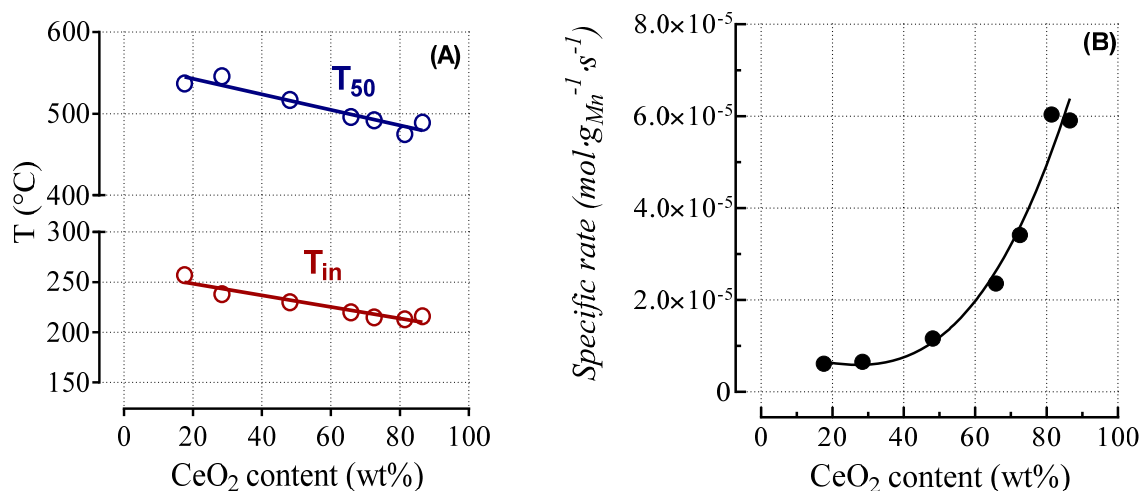 (A)
T (°C)
600
500
400
300
250
200
150
T₅₀
Tᵢₙ
0 20 40 60 80 100
CeO₂ content (wt%)
(B)
Specific rate (mol·g_Mn⁻¹·s⁻¹)
8.0×10⁻⁵
6.0×10⁻⁵
4.0×10⁻⁵
2.0×10⁻⁵
0
0 20 40 60 80 100
CeO₂ content (wt%)